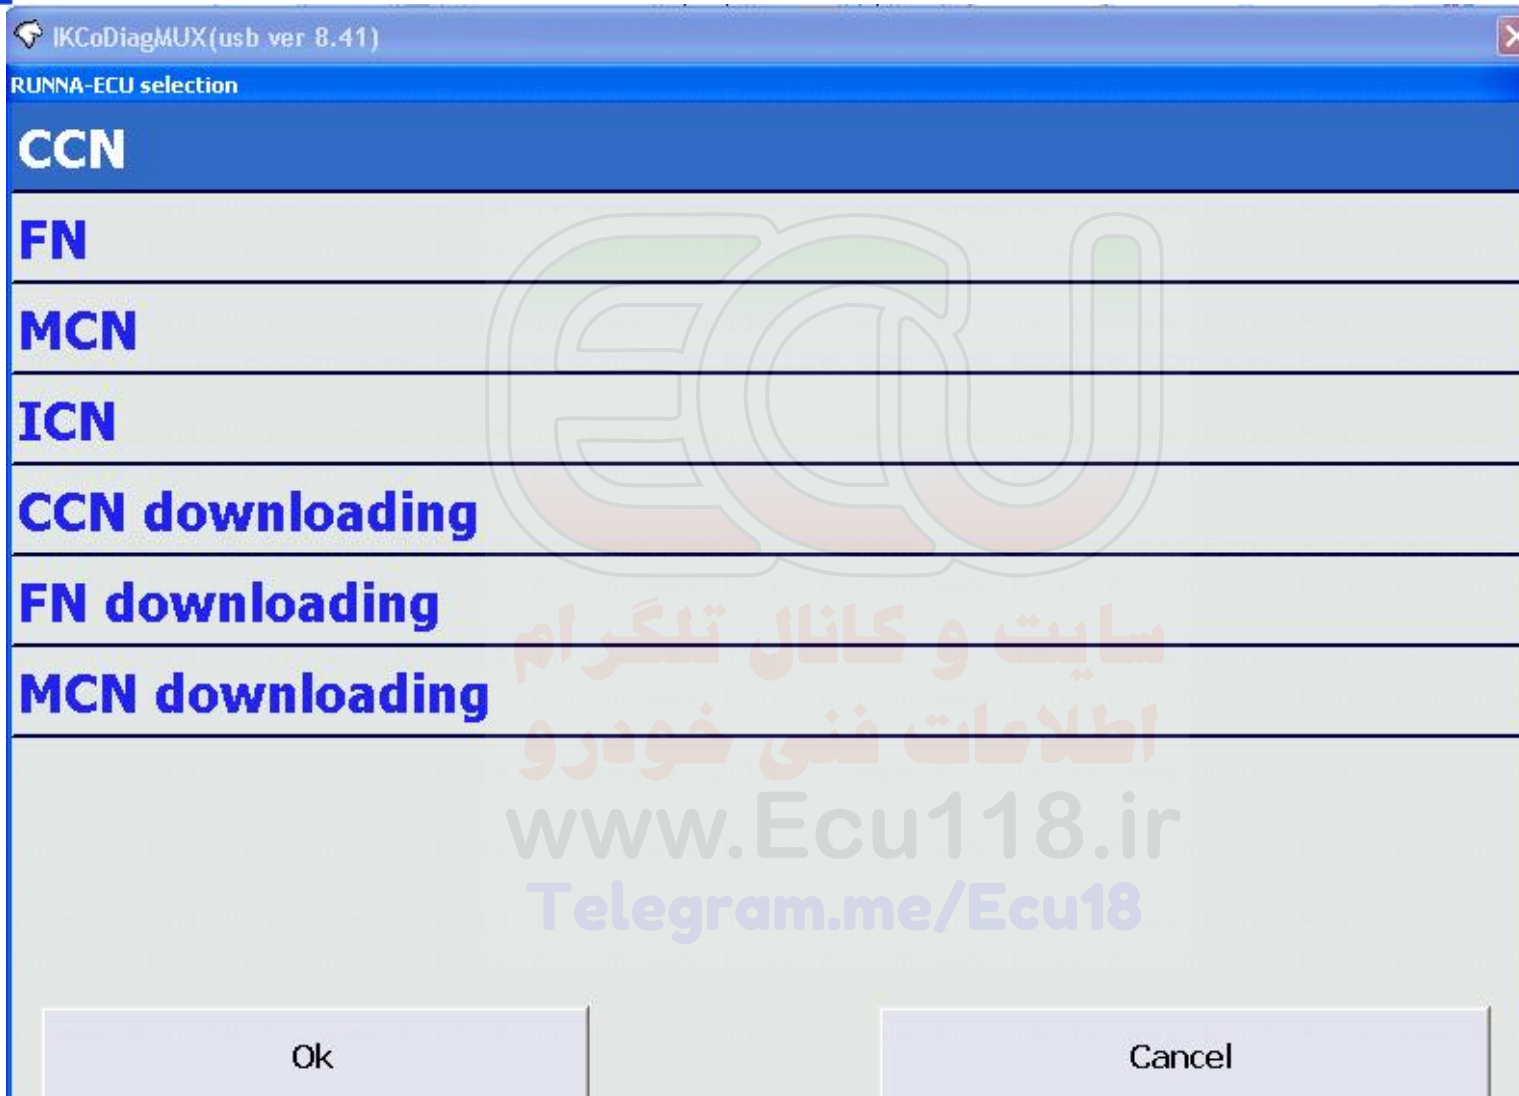 IKCoDiagMUX(usb ver 8.41)
RUNNA-ECU selection
CCN
FN
MCN
ICN
CCN downloading
FN downloading
MCN downloading
ECU
سایت و کانال تلگرام
اطلاعات فنی خودرو
www.Ecu118.ir
Telegram.me/Ecu18
Ok
Cancel